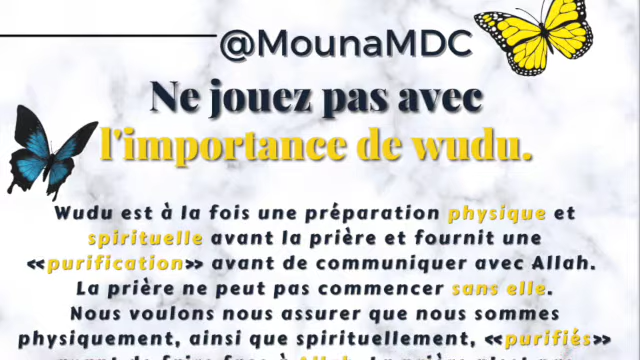 @MounaMDC
Ne jouez pas avec
l'importance de wudu.
Wudu est à la fois une préparation physique et
spirituelle avant la prière et fournit une
«purification» avant de communiquer avec Allah.
La prière ne peut pas commencer sans elle.
Nous voulons nous assurer que nous sommes
physiquement, ainsi que spirituellement, «purifiés»